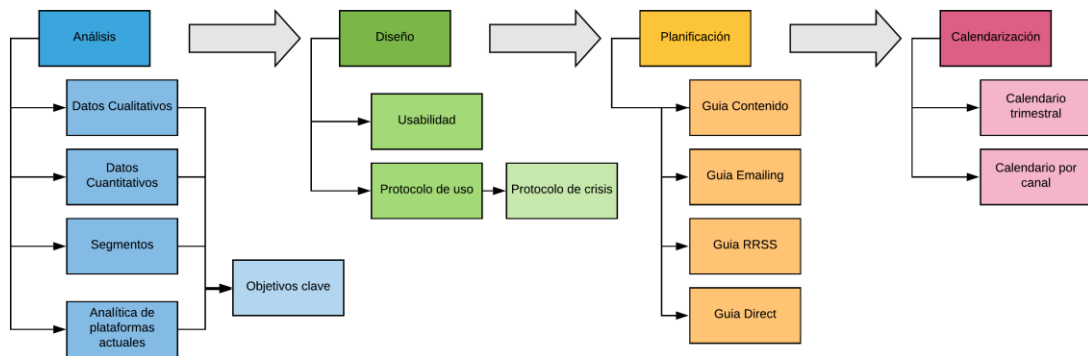 Análisis
Diseño
Planificación
Calendarización
Datos Cualitativos
Datos
Cuantitativos
Segmentos
Analítica de
plataformas
actuales
Objetivos clave
Usabilidad
Protocolo de uso
Protocolo de crisis
Guia Contenido
Guia Emailing
Guia RRSS
Guia Direct
Calendario
trimestral
Calendario por
canal